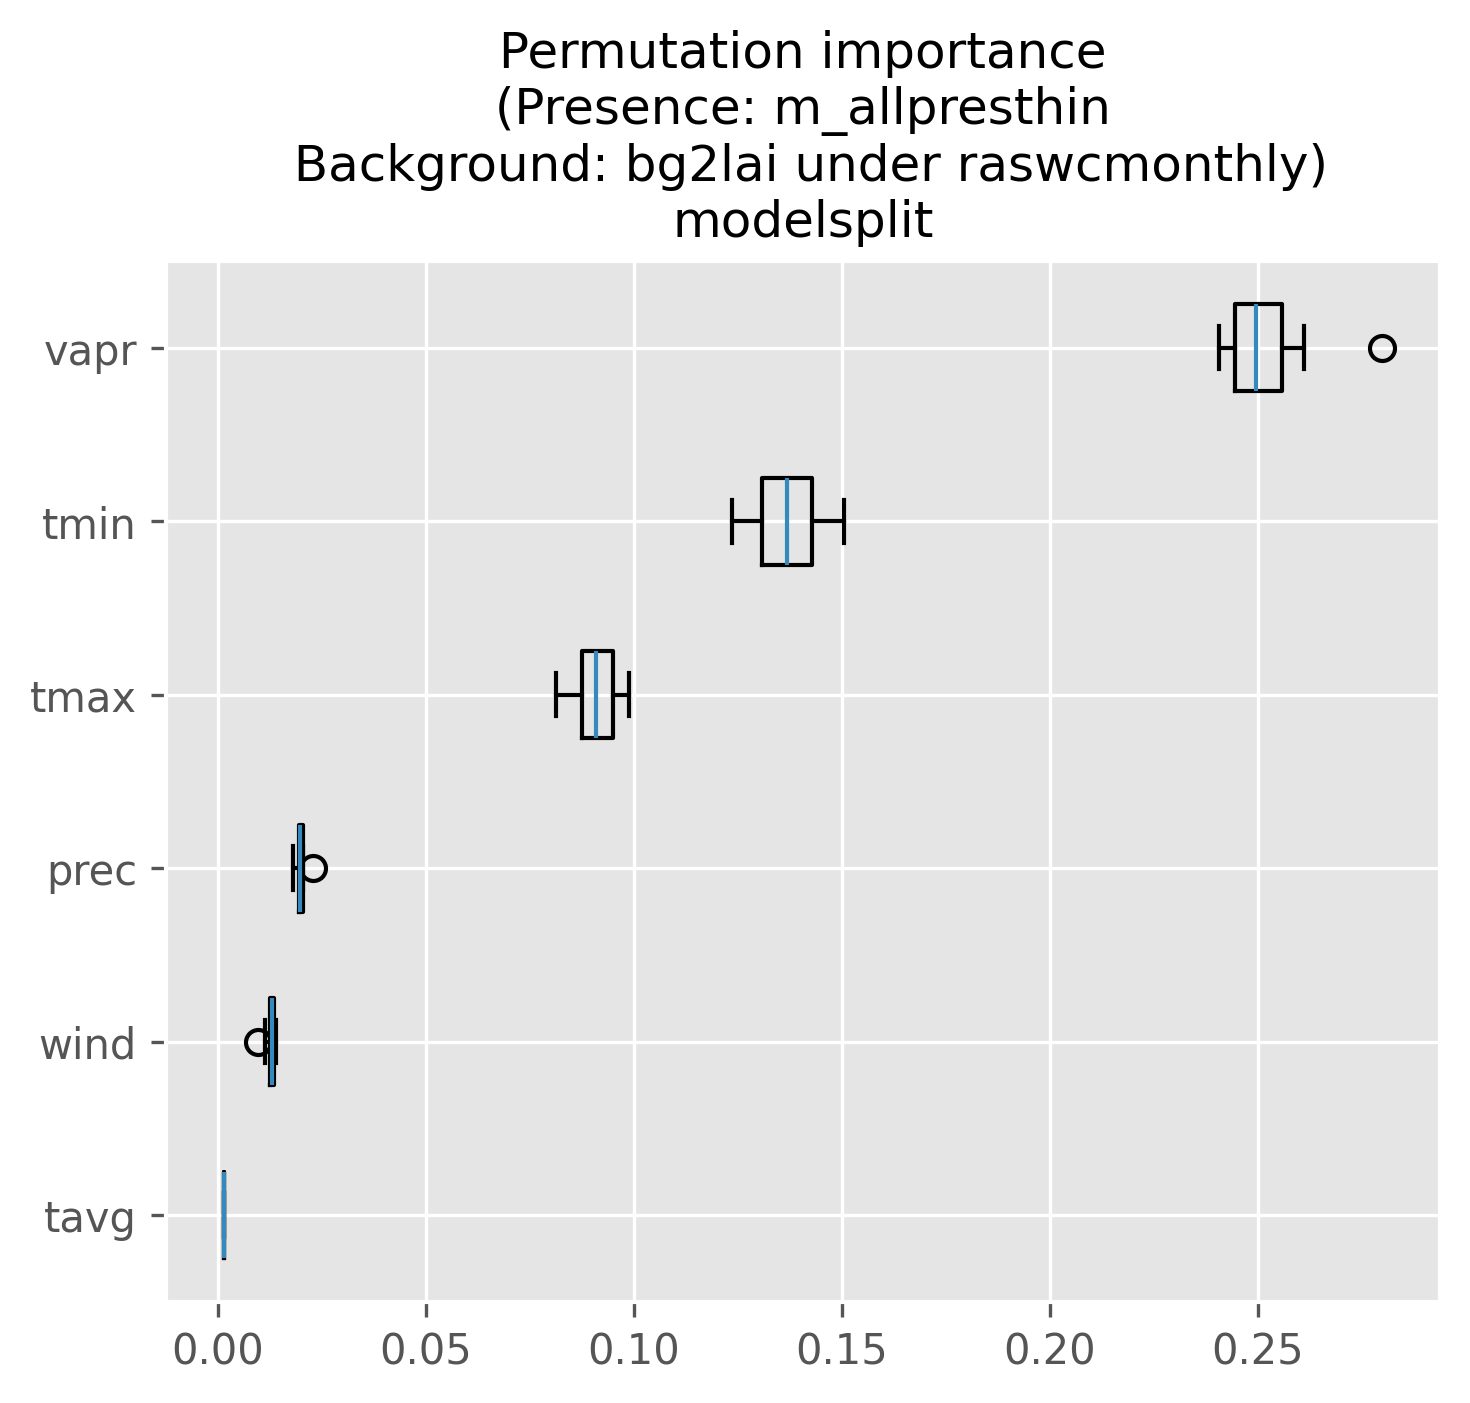 Permutation importance
(Presence: m_allpresthin
Background: bg2lai under raswcmonthly)
modelsplit
vapr
tmin
tmax
prec
wind
tavg
0.00 0.05 0.10 0.15 0.20 0.25